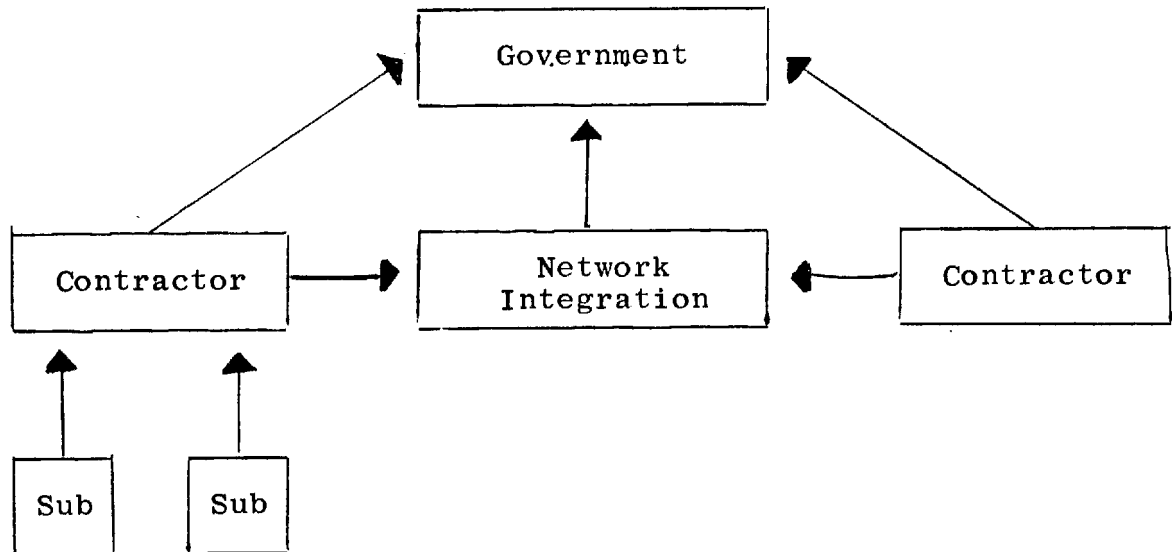 Government
Contractor
Network
Integration
Contractor
Sub
Sub